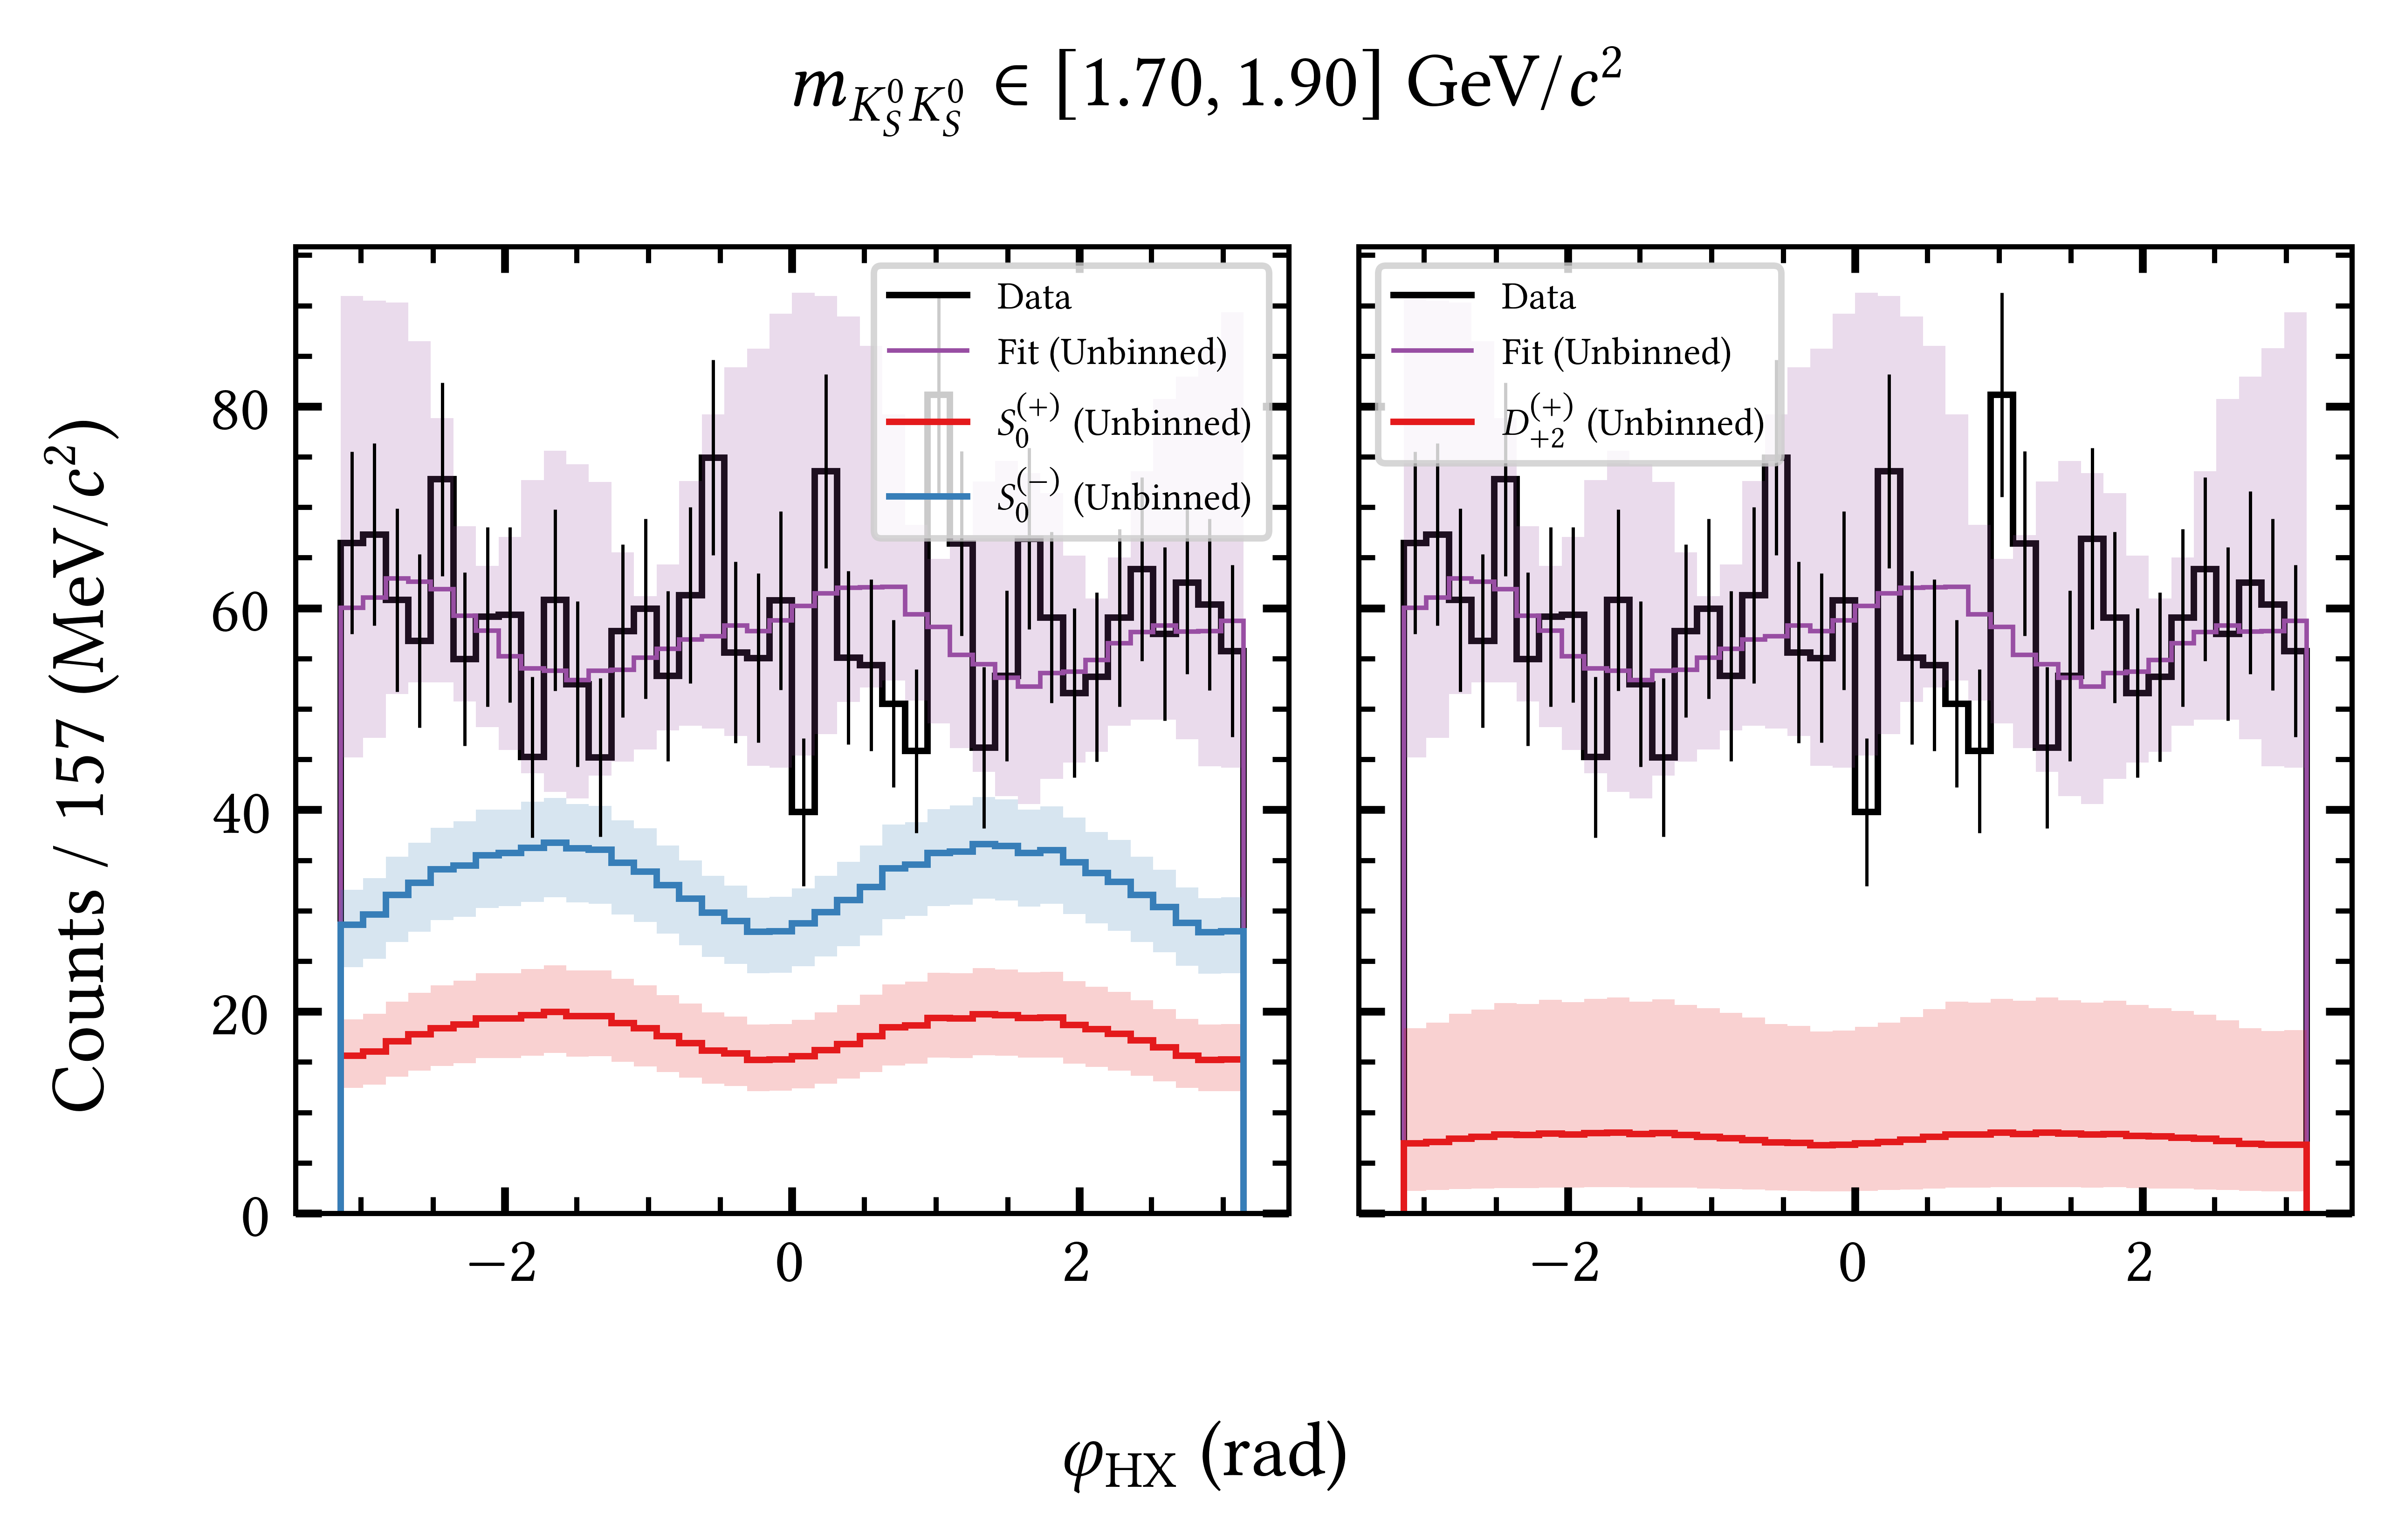 m_{K_S^0 K_S^0} ∈ [1.70, 1.90] GeV/c²
Counts / 157 (MeV/c²)
80
60
40
20
0
Data
Fit (Unbinned)
S_0^{(+)} (Unbinned)
S_0^{(−)} (Unbinned)
Data
Fit (Unbinned)
D_{+2}^{(+)} (Unbinned)
−2
0
2
−2
0
2
φ_{HX} (rad)